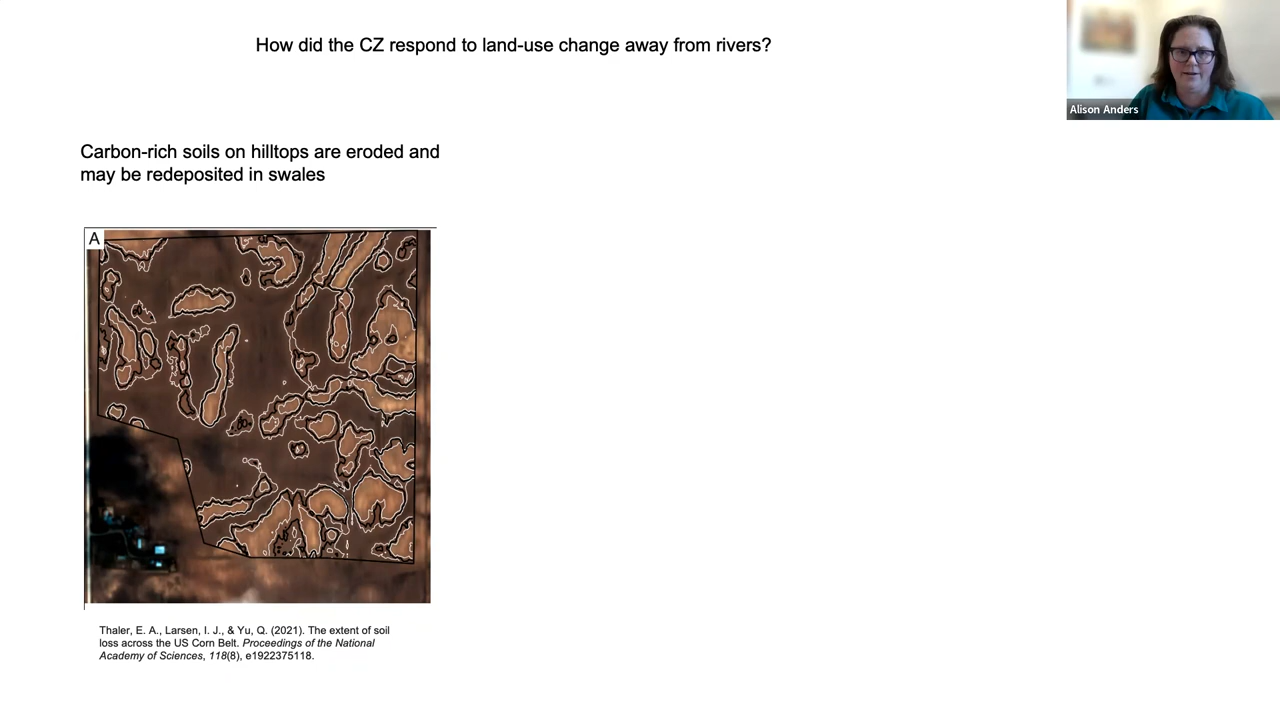 How did the CZ respond to land-use change away from rivers?
Alison Anders
Carbon-rich soils on hilltops are eroded and
may be redeposited in swales
A
Thaler, E. A., Larsen, I. J., & Yu, Q. (2021). The extent of soil
loss across the US Corn Belt. Proceedings of the National
Academy of Sciences, 118(8), e1922375118.